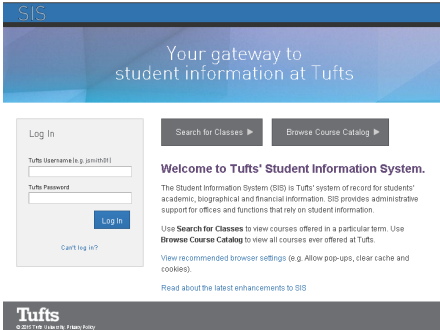 SIS
Your gateway to
student information at Tufts
Log In
Tufts Username (e.g. jsmith01)
Tufts Password
Log In
Can't log in?
Search for Classes
Browse Course Catalog
Welcome to Tufts' Student Information System.
The Student Information System (SIS) is Tufts' system of record for students'
academic, biographical and financial information. SIS provides administrative
support for offices and functions that rely on student information.
Use Search for Classes to view courses offered in a particular term. Use
Browse Course Catalog to view all courses ever offered at Tufts.
View recommended browser settings (e.g. Allow pop-ups, clear cache and
cookies).
Read about the latest enhancements to SIS
Tufts
© 2015 Tufts University, Privacy Policy